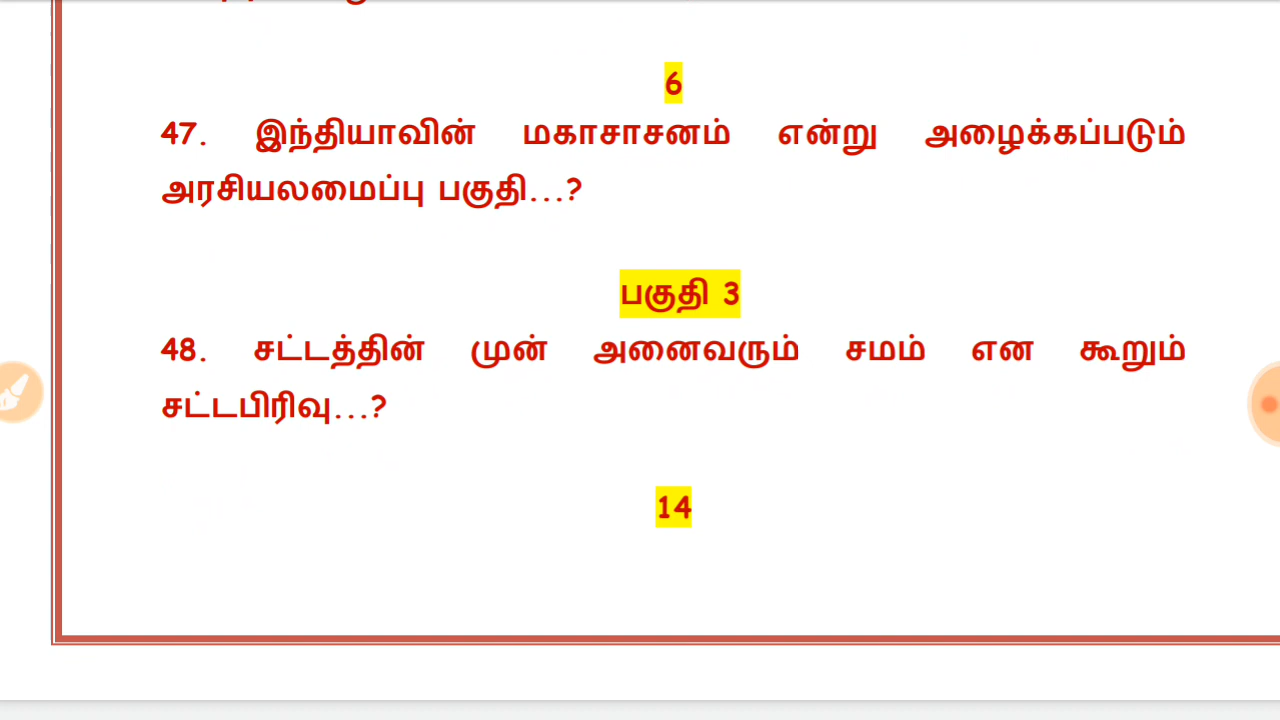 6
47. இந்தியாவின் மகாசாசனம் என்று அழைக்கப்படும்
அரசியலமைப்பு பகுதி...?
பகுதி 3
48. சட்டத்தின் முன் அனைவரும் சமம் என கூறும்
சட்டபிரிவு...?
14